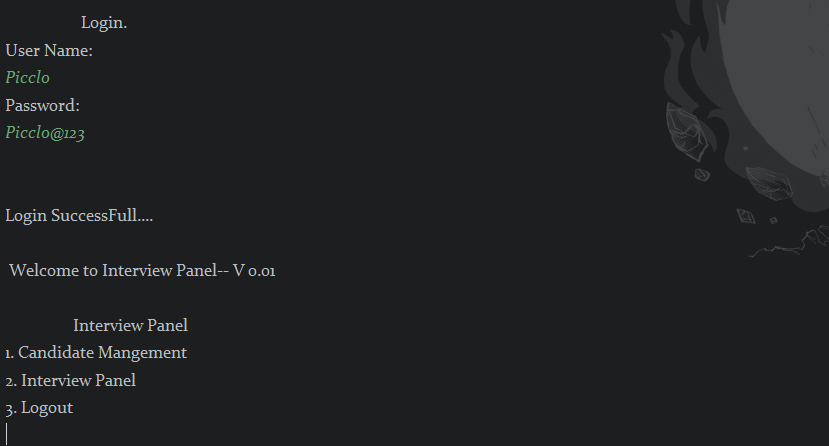 Login.
User Name:
Picclo
Password:
Picclo@123
Login SuccessFull....
Welcome to Interview Panel-- V 0.01
Interview Panel
1. Candidate Mangement
2. Interview Panel
3. Logout